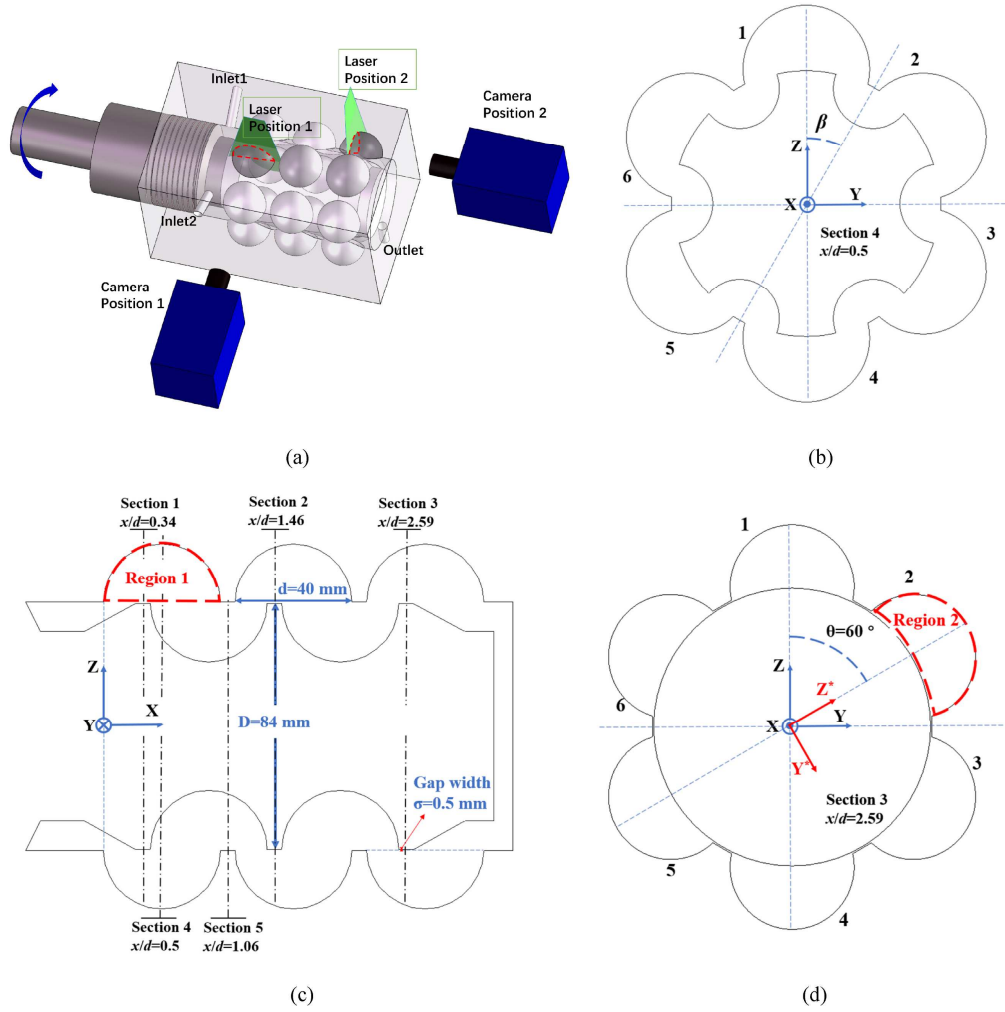 Inlet1
Laser
Position 2
Laser
Position 1
Camera
Position 2
Inlet2
Outlet
Camera
Position 1
(a)
1
2
β
Z
6
X
Y
Section 4
x/d=0.5
3
5
4
(b)
Section 1
x/d=0.34
Section 2
x/d=1.46
Section 3
x/d=2.59
Region 1
d=40 mm
Z
X
Y
D=84 mm
Gap width
σ=0.5 mm
Section 4
x/d=0.5
Section 5
x/d=1.06
(c)
1
2
Region 2
θ=60 °
Z
Z*
6
X
Y
Y*
3
Section 3
x/d=2.59
5
4
(d)